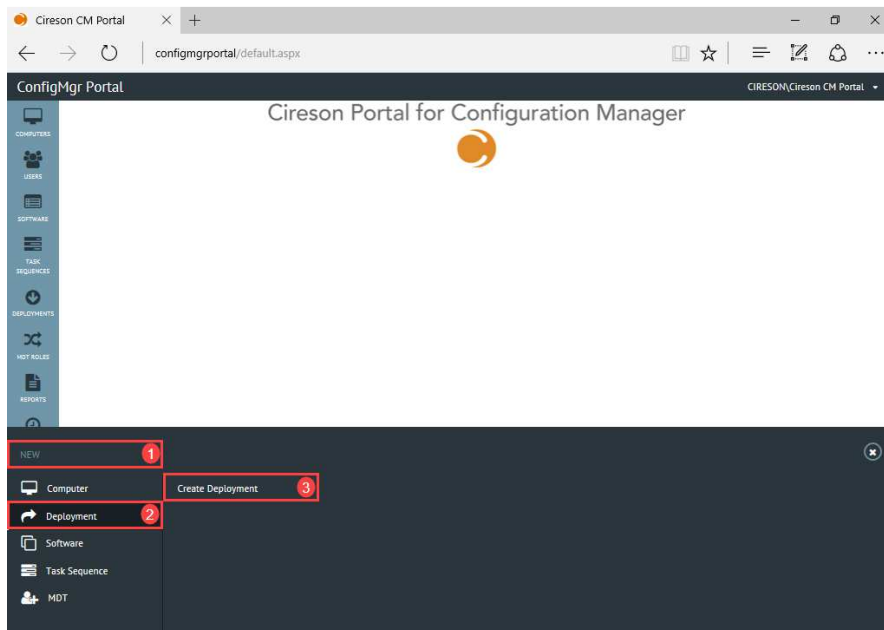 Cireson CM Portal
configmgrportal/default.aspx
ConfigMgr Portal
CIRESON\Cireson CM Portal
Cireson Portal for Configuration Manager
COMPUTERS
USERS
SOFTWARE
TASK
SEQUENCES
DEPLOYMENTS
MDT ROLES
REPORTS
NEW 1
Computer
Create Deployment 3
Deployment 2
Software
Task Sequence
MDT